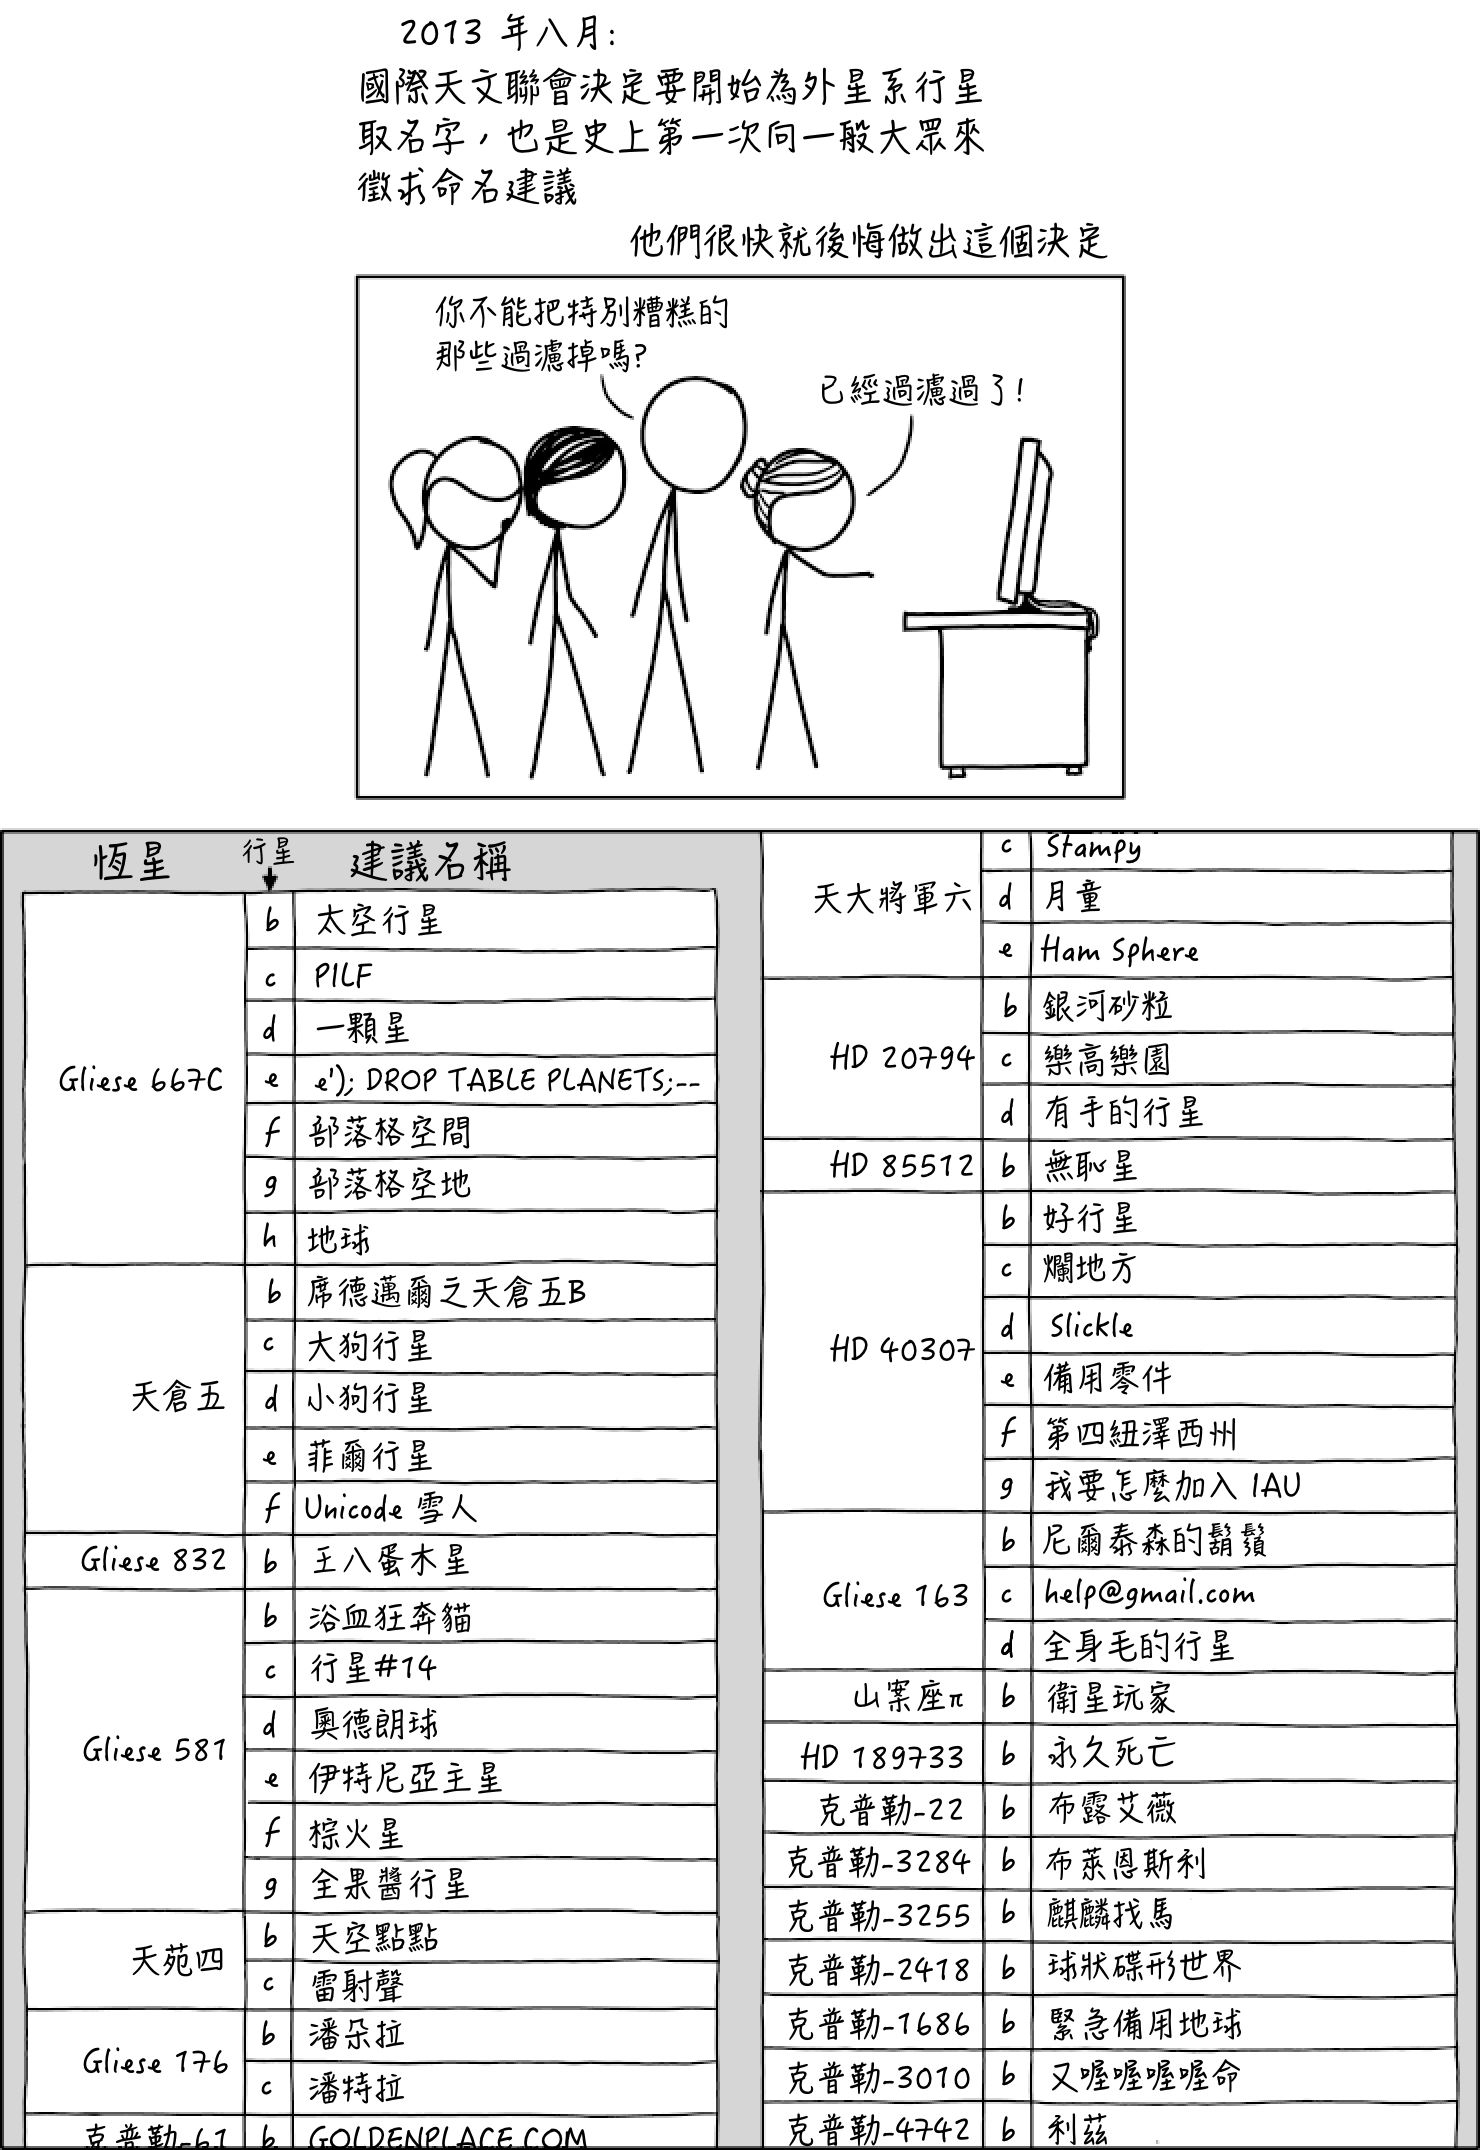 2013 年八月:
國際天文聯會決定要開始為外星系行星
取名字，也是史上第一次向一般大眾來
徵求命名建議
他們很快就後悔做出這個決定
你不能把特別糟糕的
那些過濾掉嗎?
已經過濾過了!
恆星 行星 建議名稱
Gliese 667C
b 太空行星
c PILF
d 一顆星
e e'); DROP TABLE PLANETS;--
f 部落格空間
g 部落格空地
h 地球
天倉五
b 席德邁爾之天倉五B
c 大狗行星
d 小狗行星
e 菲爾行星
f Unicode 雪人
Gliese 832 b 王八蛋木星
Gliese 581
b 浴血狂奔貓
c 行星#14
d 奧德朗球
e 伊特尼亞主星
f 棕火星
g 全果醬行星
天苑四
b 天空點點
c 雷射聲
Gliese 176
b 潘朵拉
c 潘特拉
克普勒-61 b GOLDENPLACE.COM
天大將軍六
c Stampy
d 月童
e Ham Sphere
HD 20794
b 銀河砂粒
c 樂高樂園
d 有手的行星
HD 85512 b 無恥星
HD 40307
b 好行星
c 爛地方
d Slickle
e 備用零件
f 第四紐澤西州
g 我要怎麼加入 IAU
Gliese 163
b 尼爾泰森的鬍鬚
c help@gmail.com
d 全身毛的行星
山案座π b 衛星玩家
HD 189733 b 永久死亡
克普勒-22 b 布露艾薇
克普勒-3284 b 布萊恩斯利
克普勒-3255 b 麒麟找馬
克普勒-2418 b 球狀碟形世界
克普勒-1686 b 緊急備用地球
克普勒-3010 b 又喔喔喔喔命
克普勒-4742 b 利茲